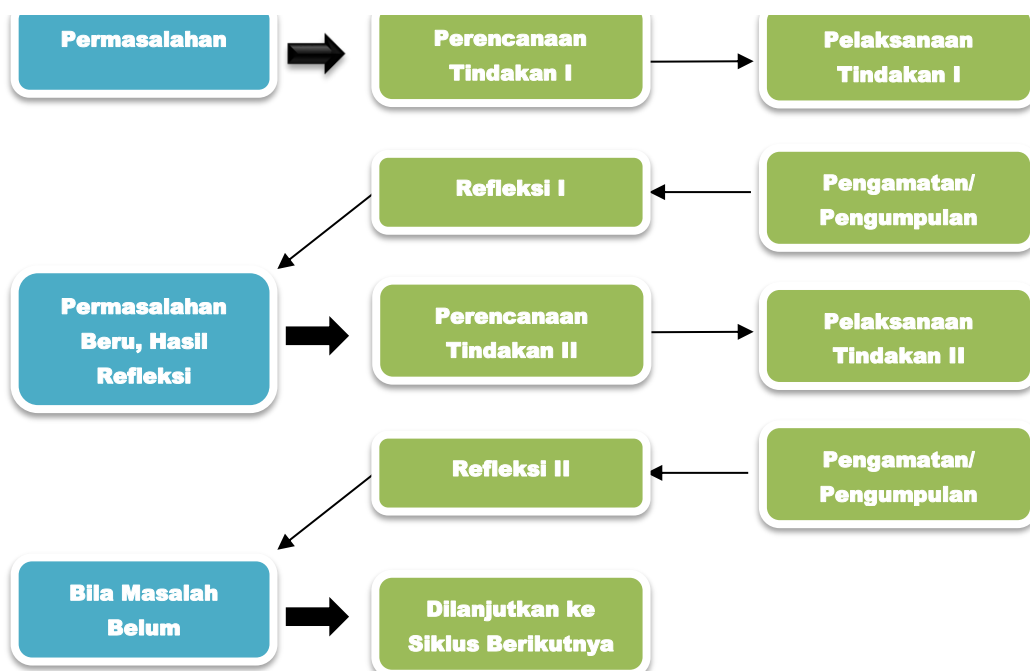 Permasalahan
Perencanaan
Tindakan I
Pelaksanaan
Tindakan I
Refleksi I
Pengamatan/
Pengumpulan
Permasalahan
Beru, Hasil
Refleksi
Perencanaan
Tindakan II
Pelaksanaan
Tindakan II
Refleksi II
Pengamatan/
Pengumpulan
Bila Masalah
Belum
Dilanjutkan ke
Siklus Berikutnya